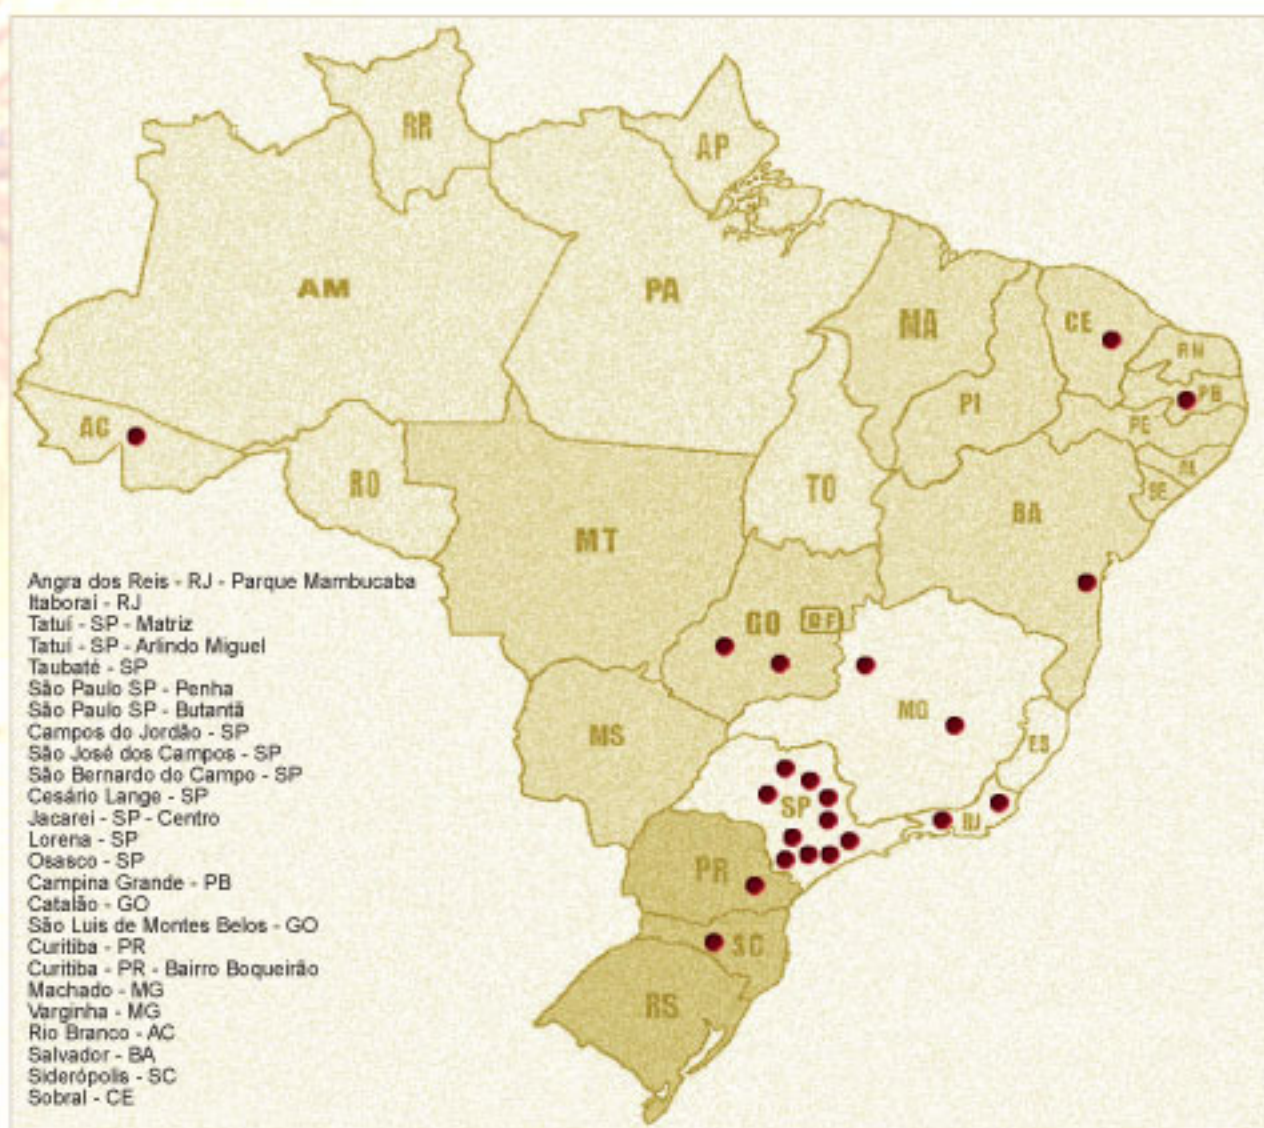 RR
AP
AM
PA
MA
CE
RN
PB
PI
PE
AC
AL
SE
RO
TO
BA
MT
GO
DF
MS
MG
ES
SP
RJ
PR
SC
RS
Angra dos Reis - RJ - Parque Mambucaba
Itaboraí - RJ
Tatuí - SP - Matriz
Tatuí - SP - Arlindo Miguel
Taubaté - SP
São Paulo SP - Penha
São Paulo SP - Butantã
Campos do Jordão - SP
São José dos Campos - SP
São Bernardo do Campo - SP
Cesário Lange - SP
Jacarei - SP - Centro
Lorena - SP
Osasco - SP
Campina Grande - PB
Catalão - GO
São Luis de Montes Belos - GO
Curitiba - PR
Curitiba - PR - Bairro Boqueirão
Machado - MG
Varginha - MG
Rio Branco - AC
Salvador - BA
Siderópolis - SC
Sobral - CE